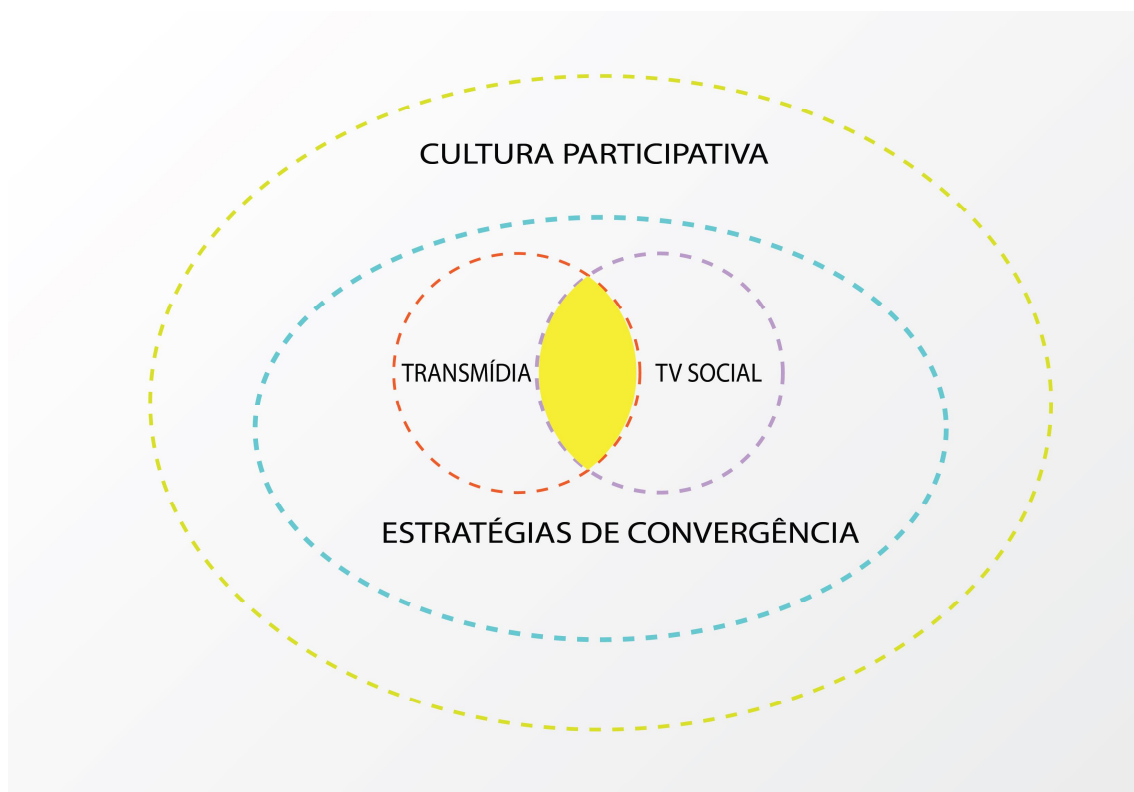 CULTURA PARTICIPATIVA
TRANSMÍDIA
TV SOCIAL
ESTRATÉGIAS DE CONVERGÊNCIA